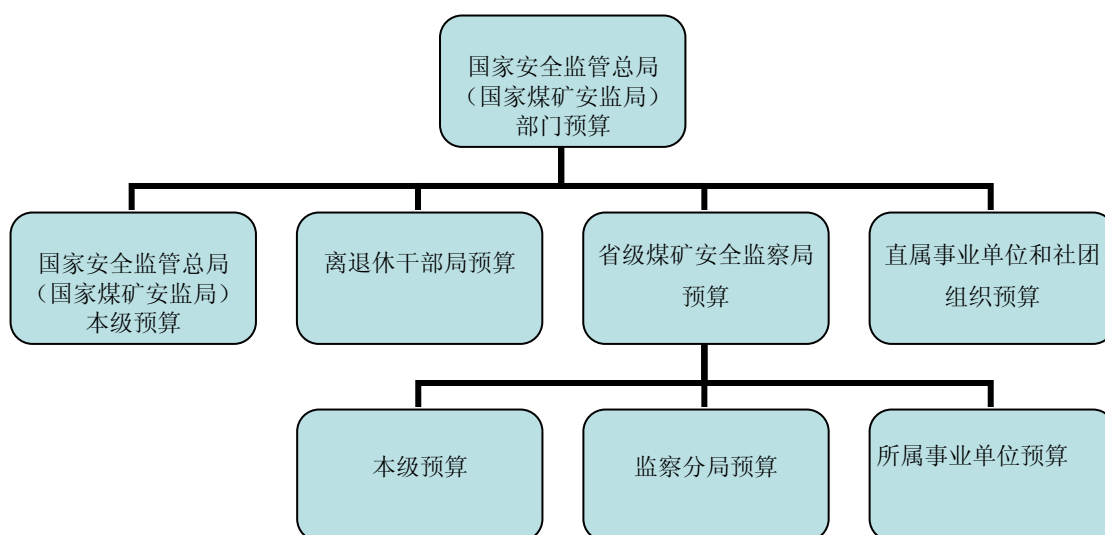 国家安全监管总局
（国家煤矿安监局）
部门预算
国家安全监管总局
（国家煤矿安监局）
本级预算
离退休干部局预算
省级煤矿安全监察局
预算
直属事业单位和社团
组织预算
本级预算
监察分局预算
所属事业单位预算